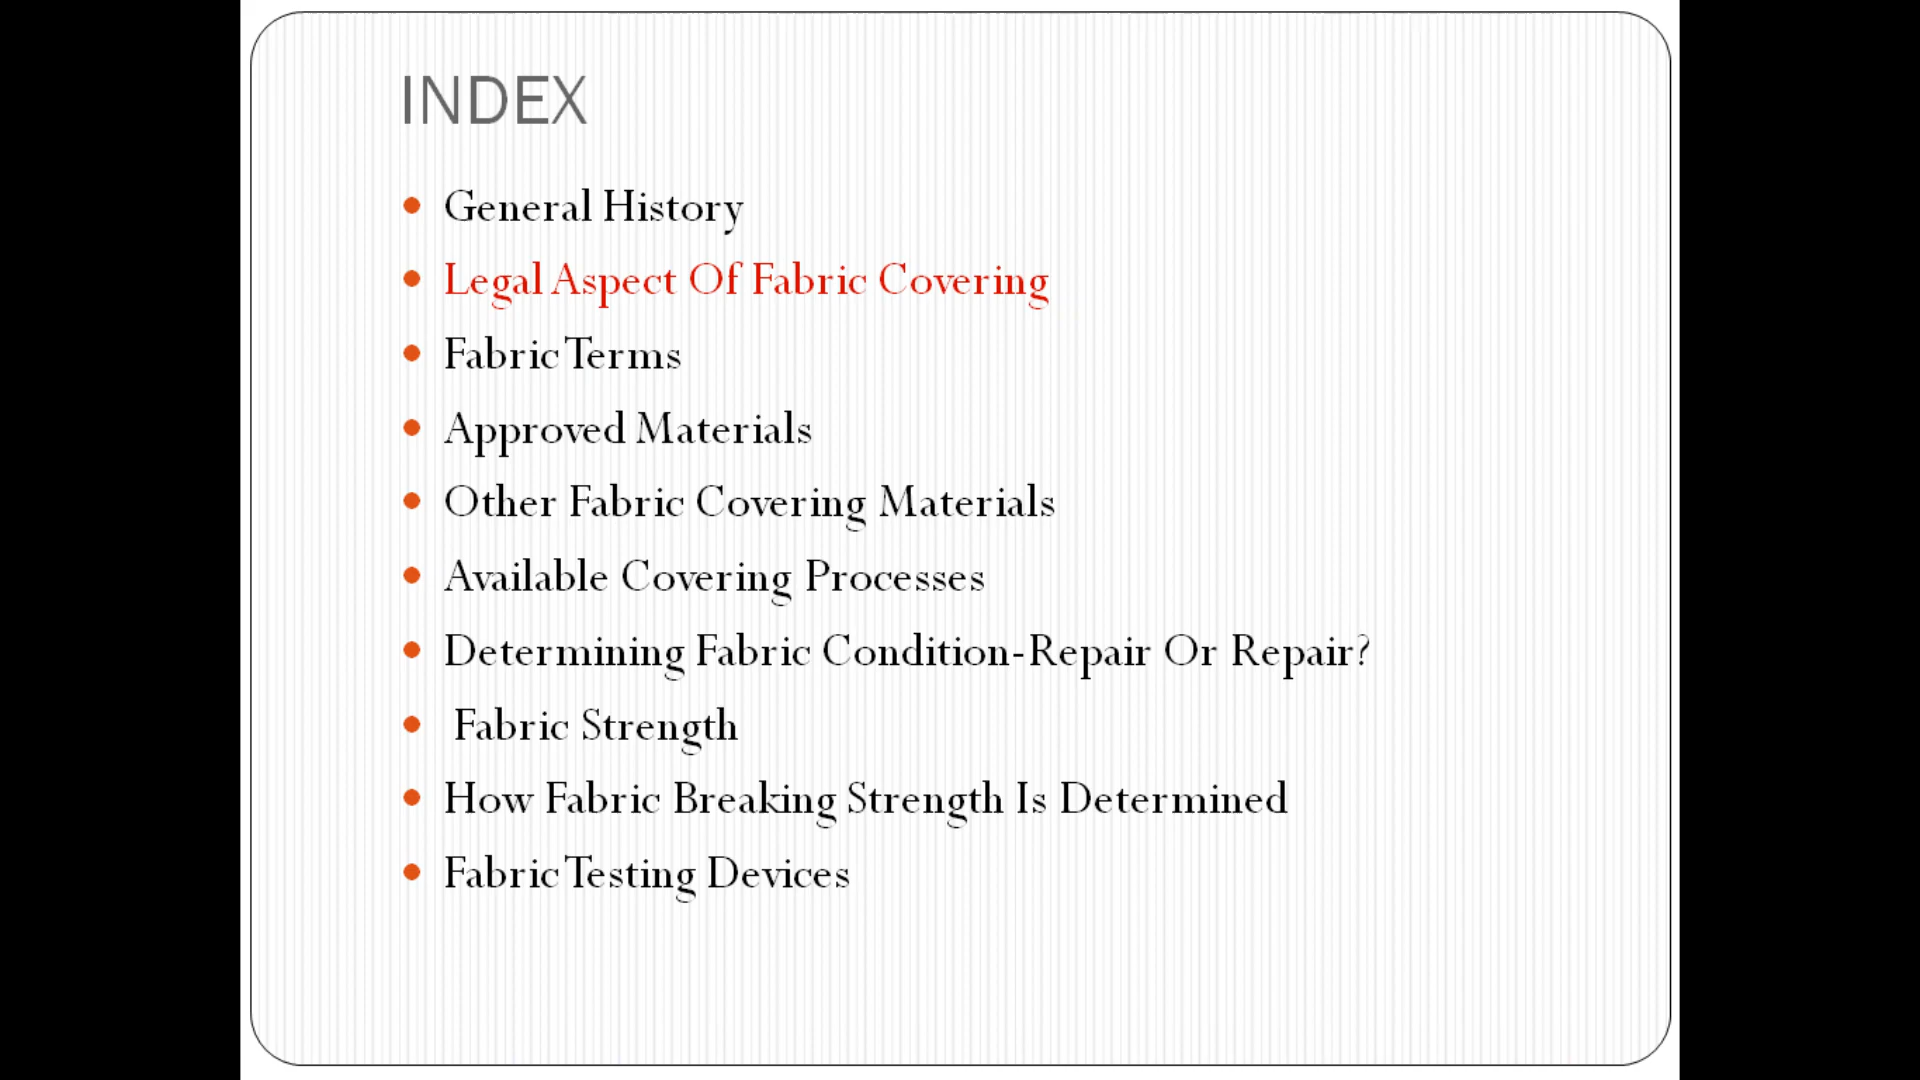 INDEX
General History
Legal Aspect Of Fabric Covering
Fabric Terms
Approved Materials
Other Fabric Covering Materials
Available Covering Processes
Determining Fabric Condition-Repair Or Repair?
Fabric Strength
How Fabric Breaking Strength Is Determined
Fabric Testing Devices